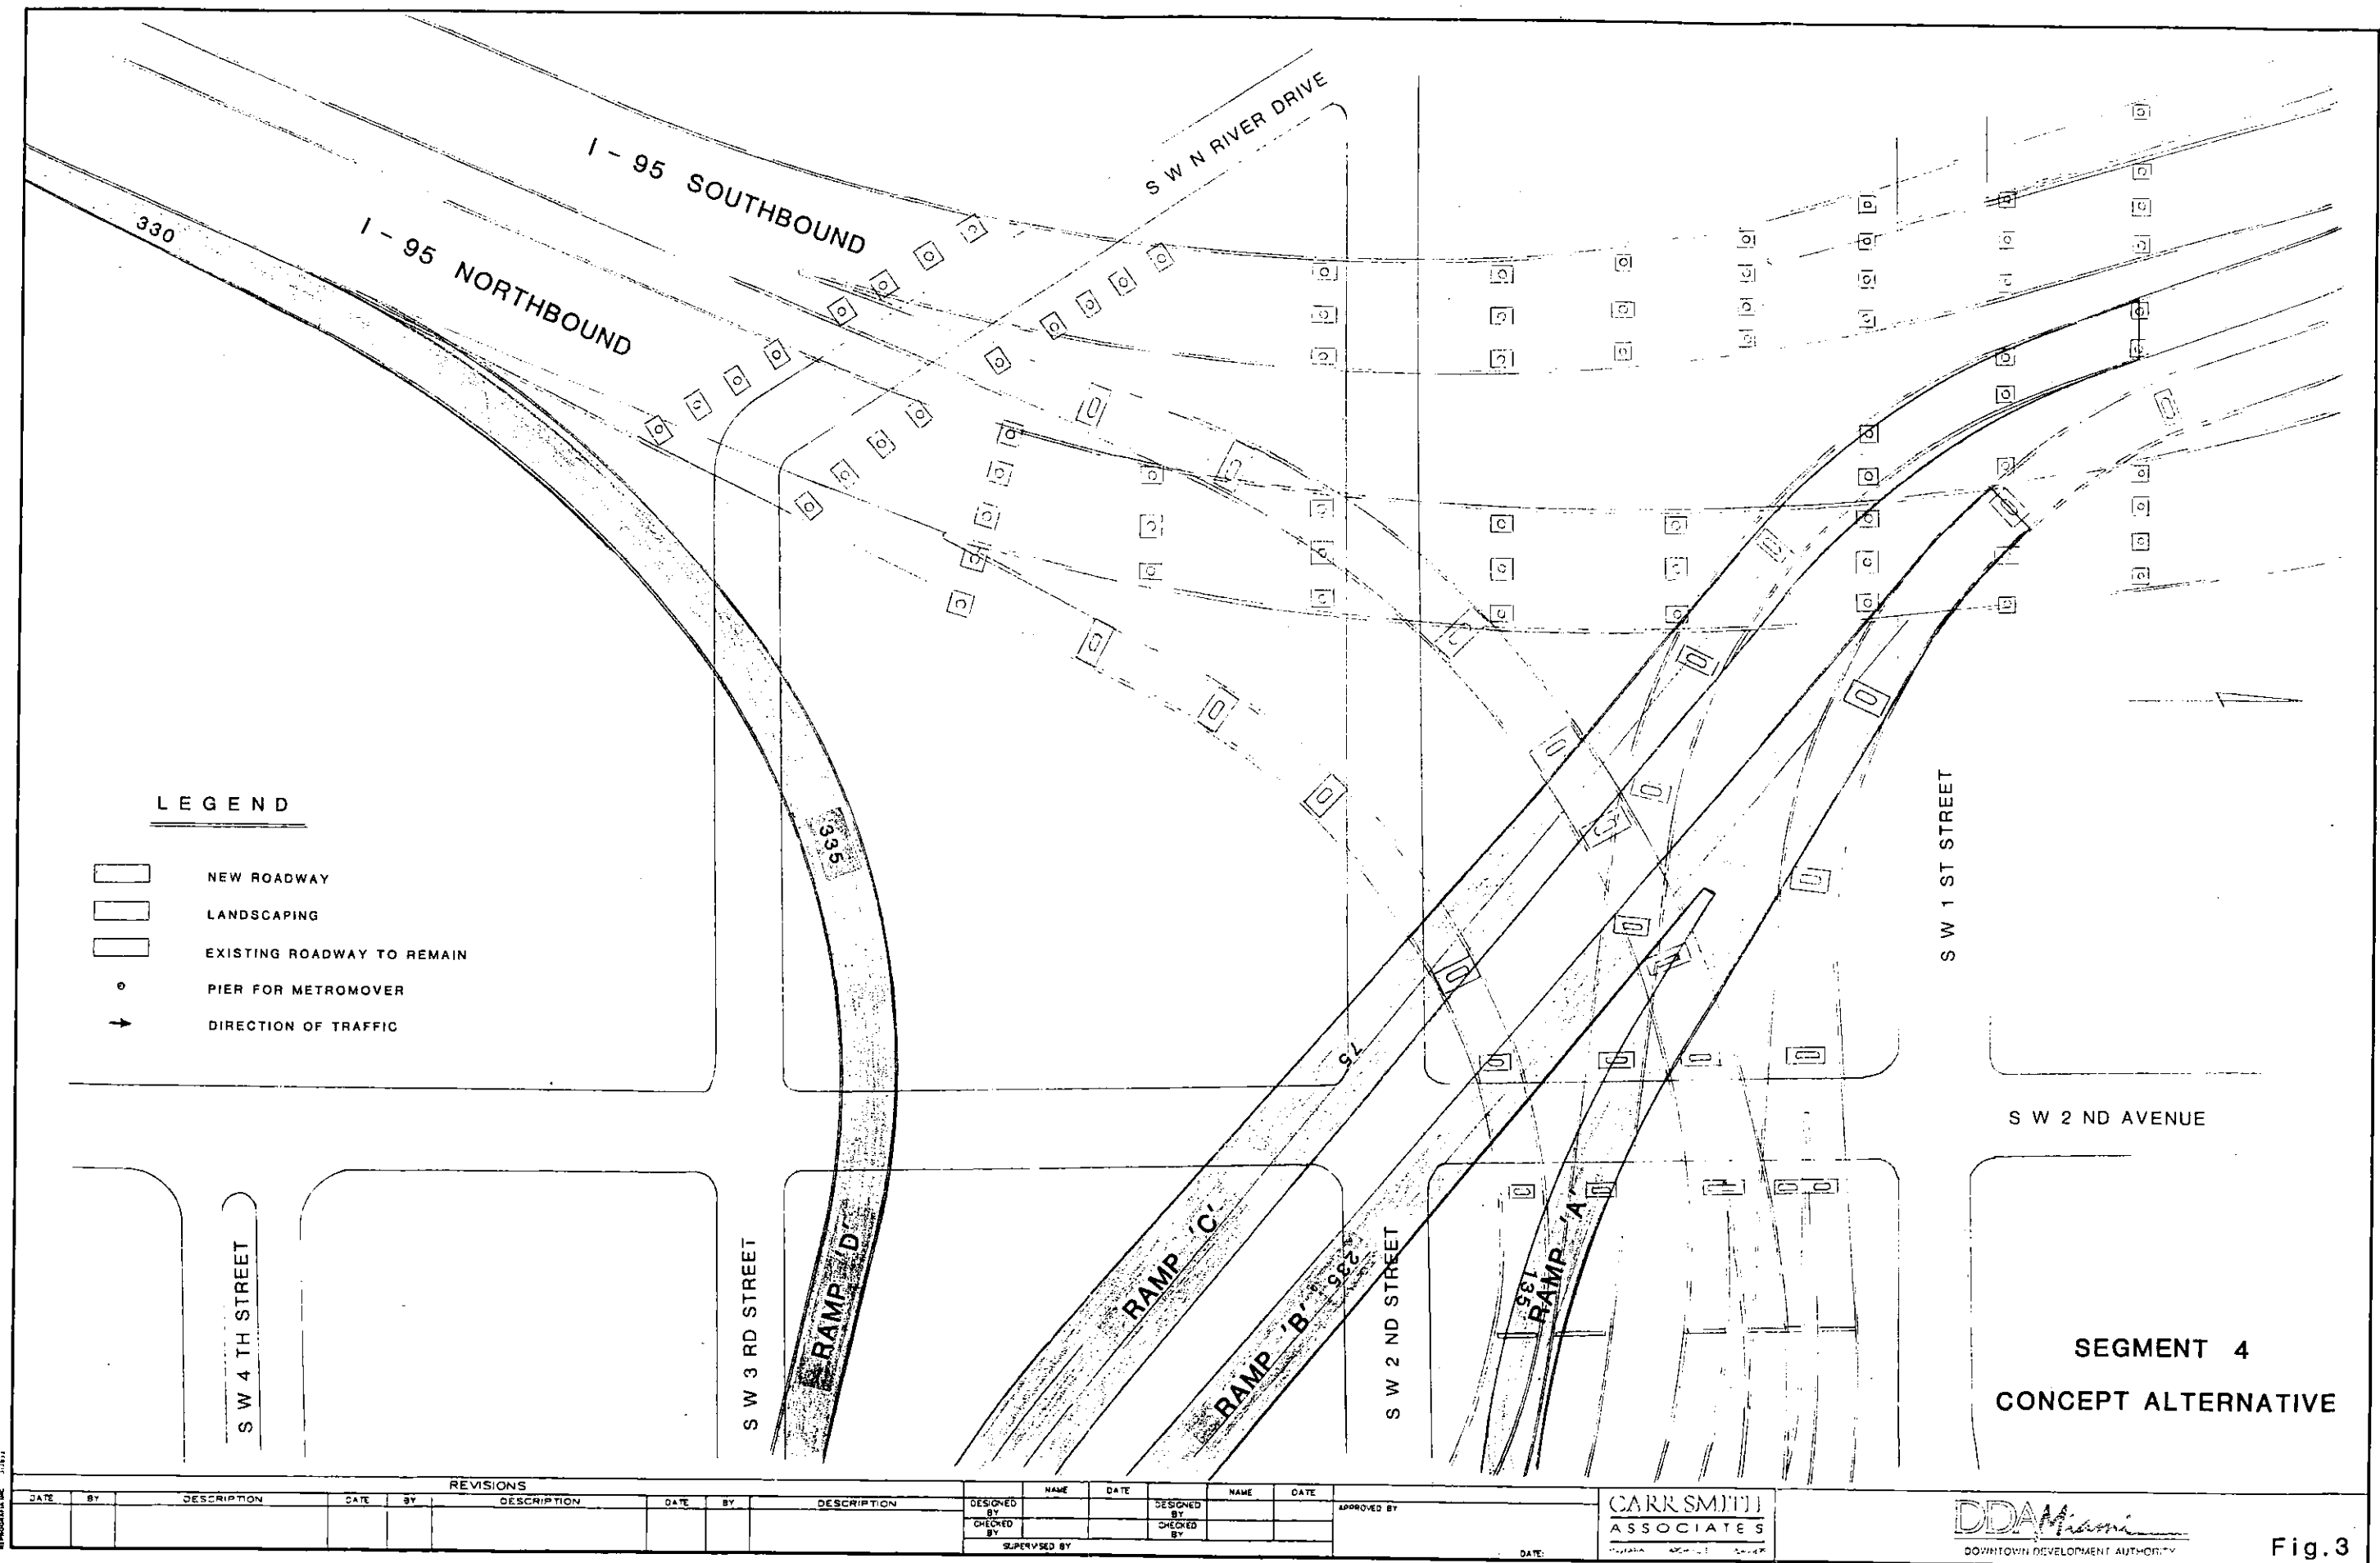 S W N RIVER DRIVE
I - 95 SOUTHBOUND
I - 95 NORTHBOUND
330
335
LEGEND
NEW ROADWAY
LANDSCAPING
EXISTING ROADWAY TO REMAIN
PIER FOR METROMOVER
DIRECTION OF TRAFFIC
75
S W 1 ST STREET
S W 2 ND AVENUE
S W 4 TH STREET
S W 3 RD STREET
RAMP 'D'
RAMP 'C'
RAMP 'B'
235
S W 2 ND STREET
RAMP 'A'
135
SEGMENT 4
CONCEPT ALTERNATIVE
REVISIONS
DATE BY DESCRIPTION DATE BY DESCRIPTION DATE BY DESCRIPTION
NAME DATE NAME DATE
DESIGNED BY
CHECKED BY
DESIGNED BY
CHECKED BY
SUPERVISED BY
APPROVED BY
DATE:
CARR SMITH
ASSOCIATES
DDA Miami
DOWNTOWN DEVELOPMENT AUTHORITY
Fig.3